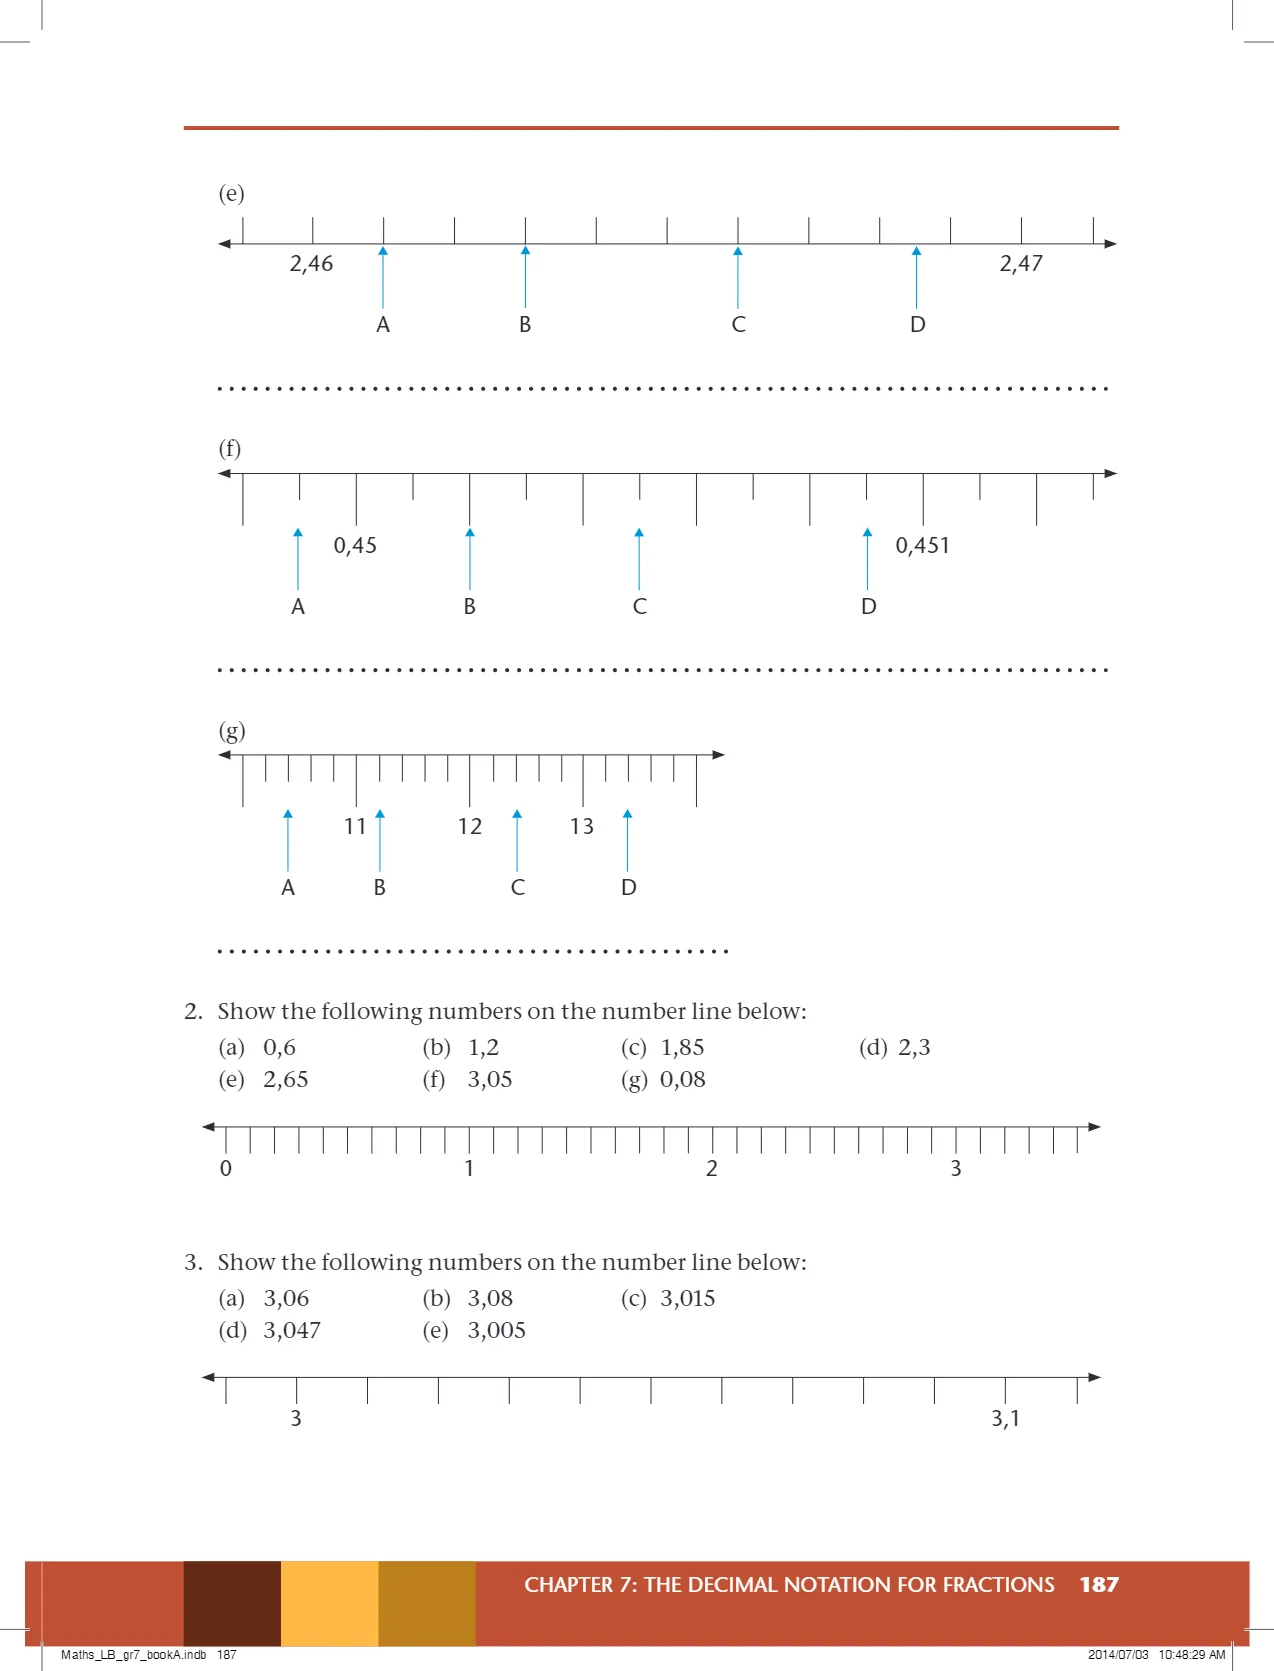 (e)
2,46 2,47
A B C D
(f)
0,45 0,451
A B C D
(g)
11 12 13
A B C D
2. Show the following numbers on the number line below:
(a) 0,6 (b) 1,2 (c) 1,85 (d) 2,3
(e) 2,65 (f) 3,05 (g) 0,08
0 1 2 3
3. Show the following numbers on the number line below:
(a) 3,06 (b) 3,08 (c) 3,015
(d) 3,047 (e) 3,005
3 3,1
CHAPTER 7: THE DECIMAL NOTATION FOR FRACTIONS 187
Maths_LB_gr7_bookA.indb 187 2014/07/03 10:48:29 AM